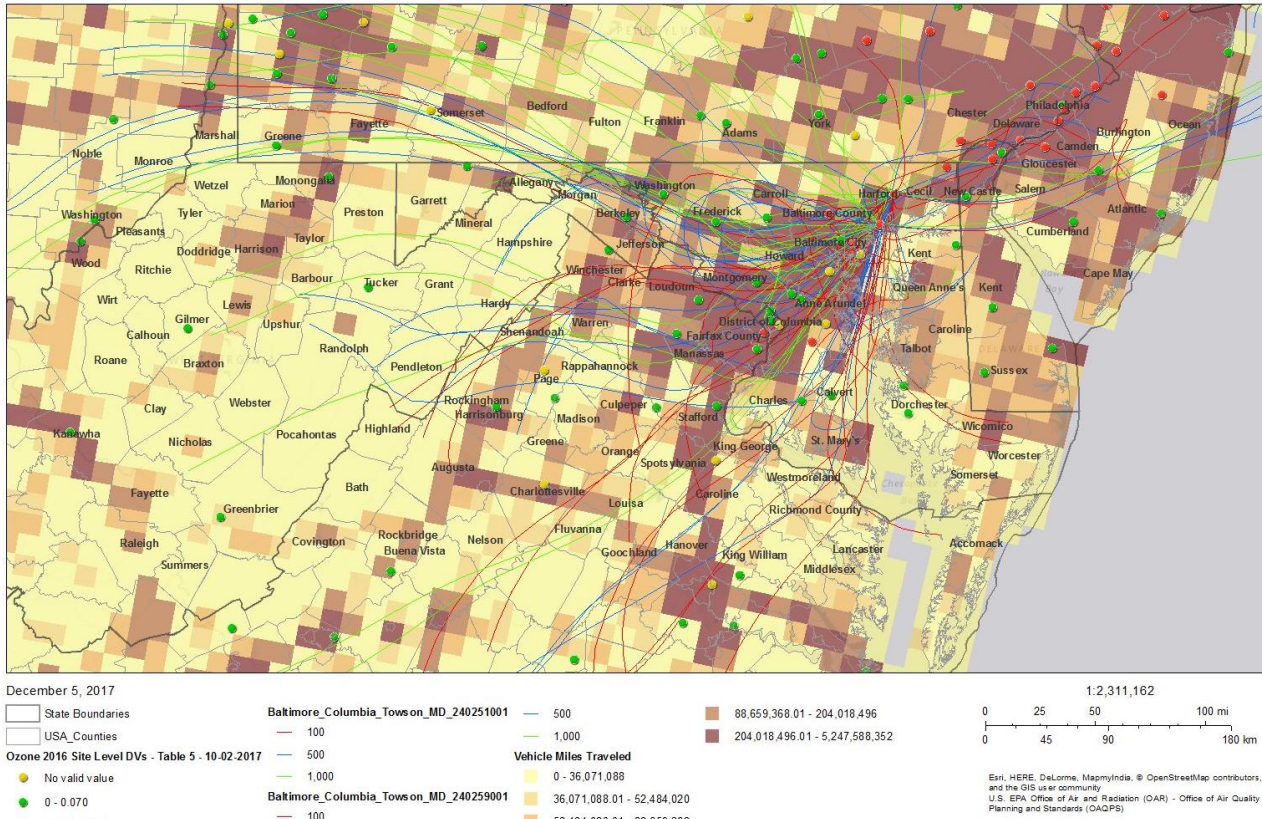 PENNSYLVANIA
Bedford
Somerset
Fulton
Franklin
Adams
York
Chester
Philadelphia
Delaware
Burlington
Ocean
Camden
Gloucester
Marshall
Greene
Fayette
Noble
Monroe
Wetzel
Monongalia
Allegany
Morgan
Washington
Carroll
Harford
Cecil
New Castle
Salem
Marion
Garrett
Berkeley
Frederick
Baltimore County
Atlantic
Washington
Tyler
Preston
Mineral
Pleasants
Taylor
Hampshire
Jefferson
Baltimore City
Cumberland
Doddridge
Harrison
Howard
Kent
Wood
Ritchie
Barbour
Winchester
Clarke
Loudoun
Montgomery
Cape May
Tucker
Grant
Queen Anne's
Kent
Wirt
Lewis
Hardy
Anne Arundel
Gilmer
Upshur
Warren
District of Columbia
Caroline
Calhoun
Shenandoah
Fairfax County
Randolph
Manassas
Talbot
DELAWARE
Roane
Braxton
Pendleton
Rappahannock
Sussex
Page
Clay
Webster
Rockingham
Culpeper
Charles
Calvert
Dorchester
Harrisonburg
Madison
Stafford
Kanawha
Nicholas
Pocahontas
Highland
Greene
Orange
King George
St. Mary's
Wicomico
Augusta
Spotsylvania
Worcester
Bath
Westmoreland
Somerset
Fayette
Charlottesville
Louisa
Caroline
Greenbrier
Richmond County
Raleigh
Covington
Rockbridge
Nelson
Fluvanna
Hanover
Accomack
Buena Vista
Goochland
King William
Lancaster
Summers
Middlesex
December 5, 2017
State Boundaries
USA_Counties
Ozone 2016 Site Level DVs - Table 5 - 10-02-2017
No valid value
0 - 0.070
Baltimore_Columbia_Towson_MD_240251001
100
500
1,000
Baltimore_Columbia_Towson_MD_240259001
100
500
1,000
Vehicle Miles Traveled
0 - 36,071,088
36,071,088.01 - 52,484,020
88,659,368.01 - 204,018,496
204,018,496.01 - 5,247,588,352
1:2,311,162
0 25 50 100 mi
0 45 90 180 km
Esri, HERE, DeLorme, MapmyIndia, © OpenStreetMap contributors,
and the GIS user community
U.S. EPA Office of Air and Radiation (OAR) - Office of Air Quality
Planning and Standards (OAQPS)